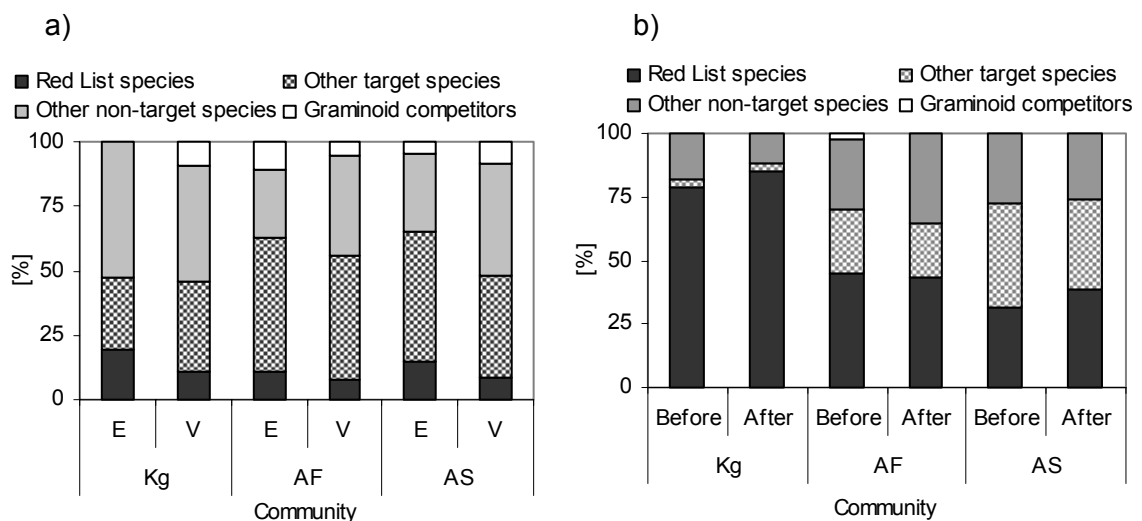 a)
Red List species Other target species
Other non-target species Graminoid competitors
100
75
50
25
0
[%]
E V E V E V
Kg AF AS
Community
b)
Red List species Other target species
Other non-target species Graminoid competitors
100
75
50
25
0
[%]
Before After Before After Before After
Kg AF AS
Community